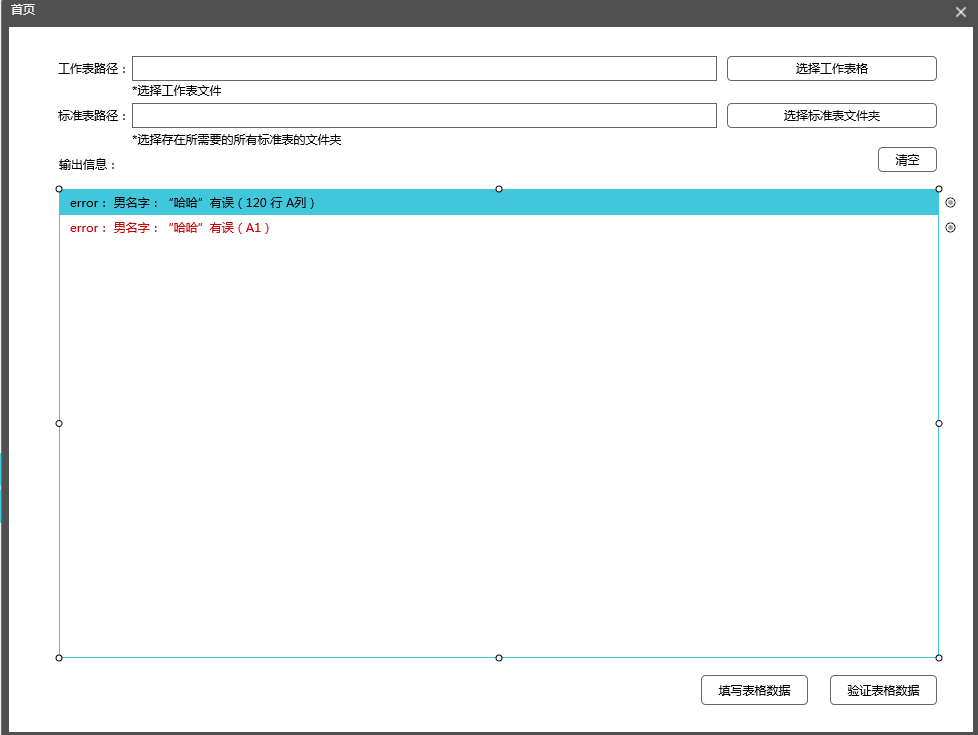 首页
工作表路径： 选择工作表格
*选择工作表文件
标准表路径： 选择标准表文件夹
*选择存在所需要的所有标准表的文件夹
输出信息： 清空
error： 男名字：“哈哈”有误（120 行 A列）
error： 男名字：“哈哈”有误（A1）
填写表格数据 验证表格数据